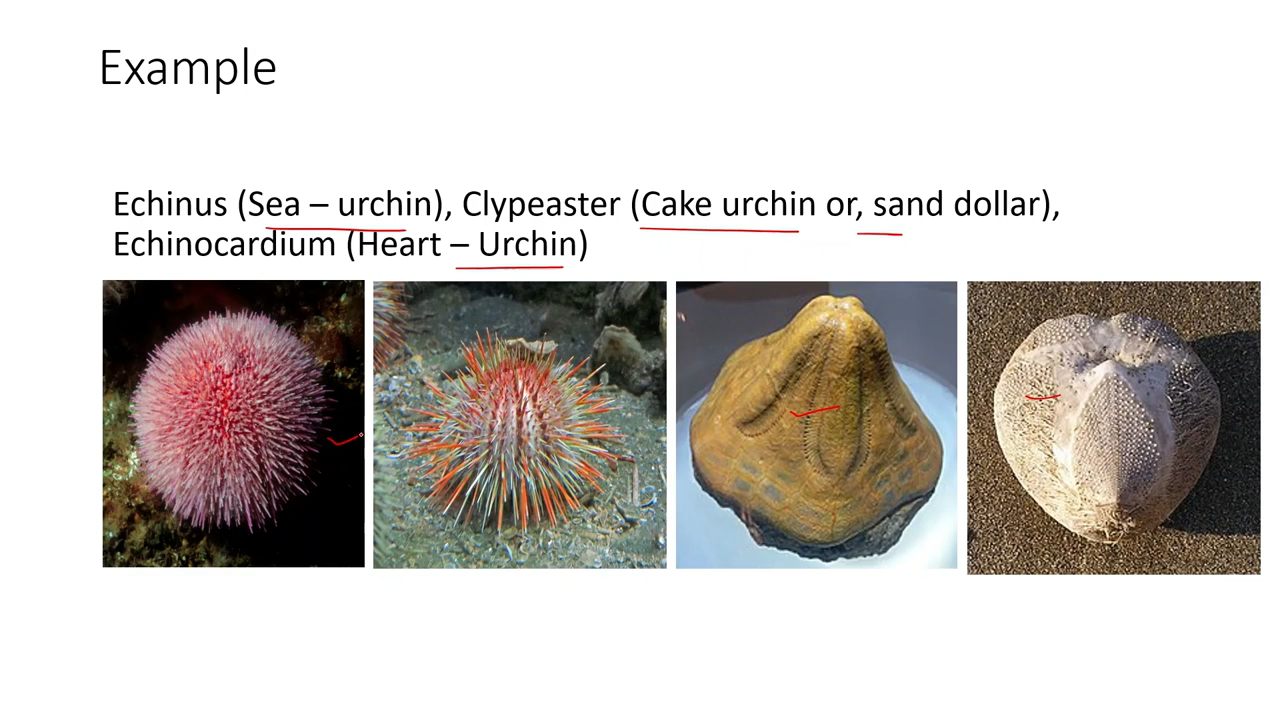 Example
Echinus (Sea – urchin), Clypeaster (Cake urchin or, sand dollar),
Echinocardium (Heart – Urchin)